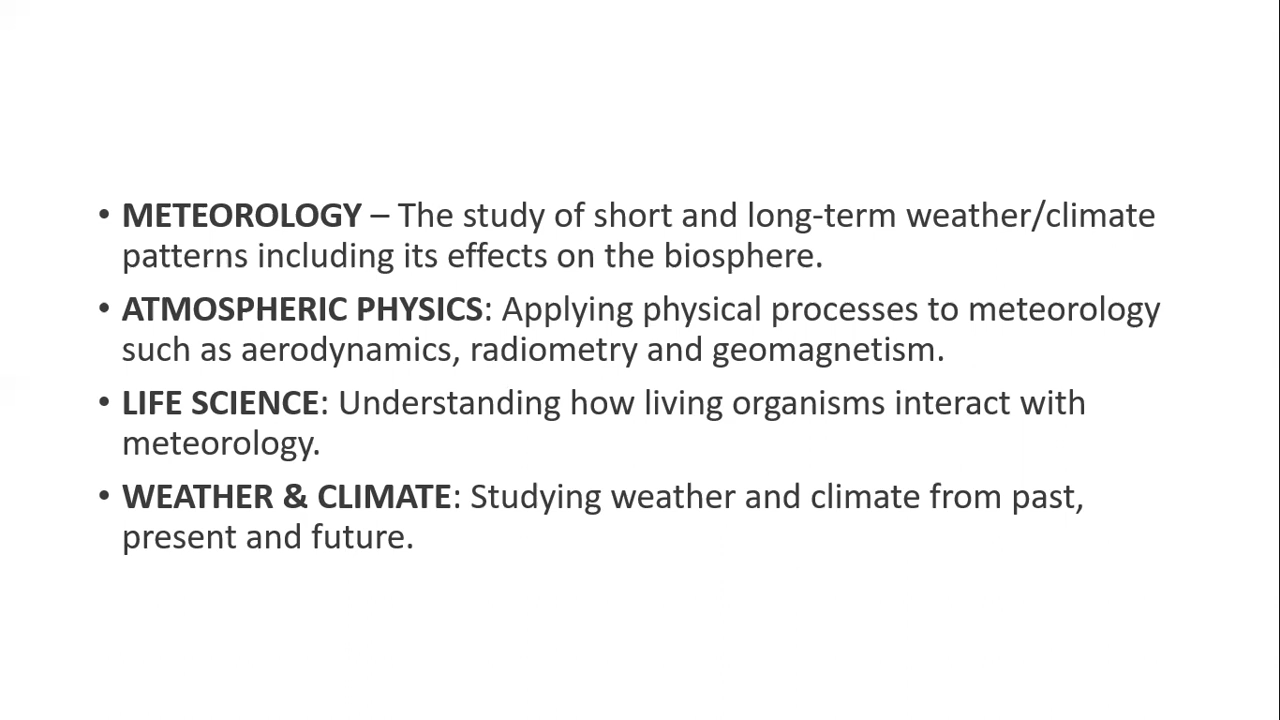 • METEOROLOGY – The study of short and long-term weather/climate
patterns including its effects on the biosphere.
• ATMOSPHERIC PHYSICS: Applying physical processes to meteorology
such as aerodynamics, radiometry and geomagnetism.
• LIFE SCIENCE: Understanding how living organisms interact with
meteorology.
• WEATHER & CLIMATE: Studying weather and climate from past,
present and future.